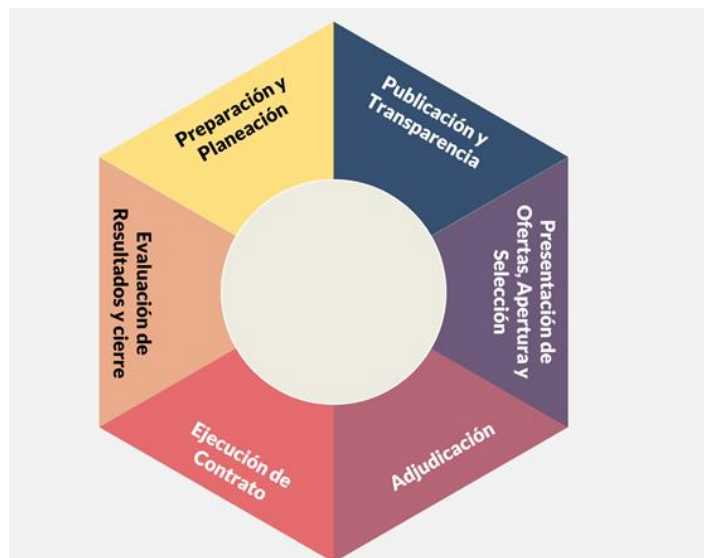 Preparación y
Planeación
Publicación y
Transparencia
Presentación de
Ofertas, Apertura y
Selección
Adjudicación
Ejecución de
Contrato
Evaluación de
Resultados y cierre